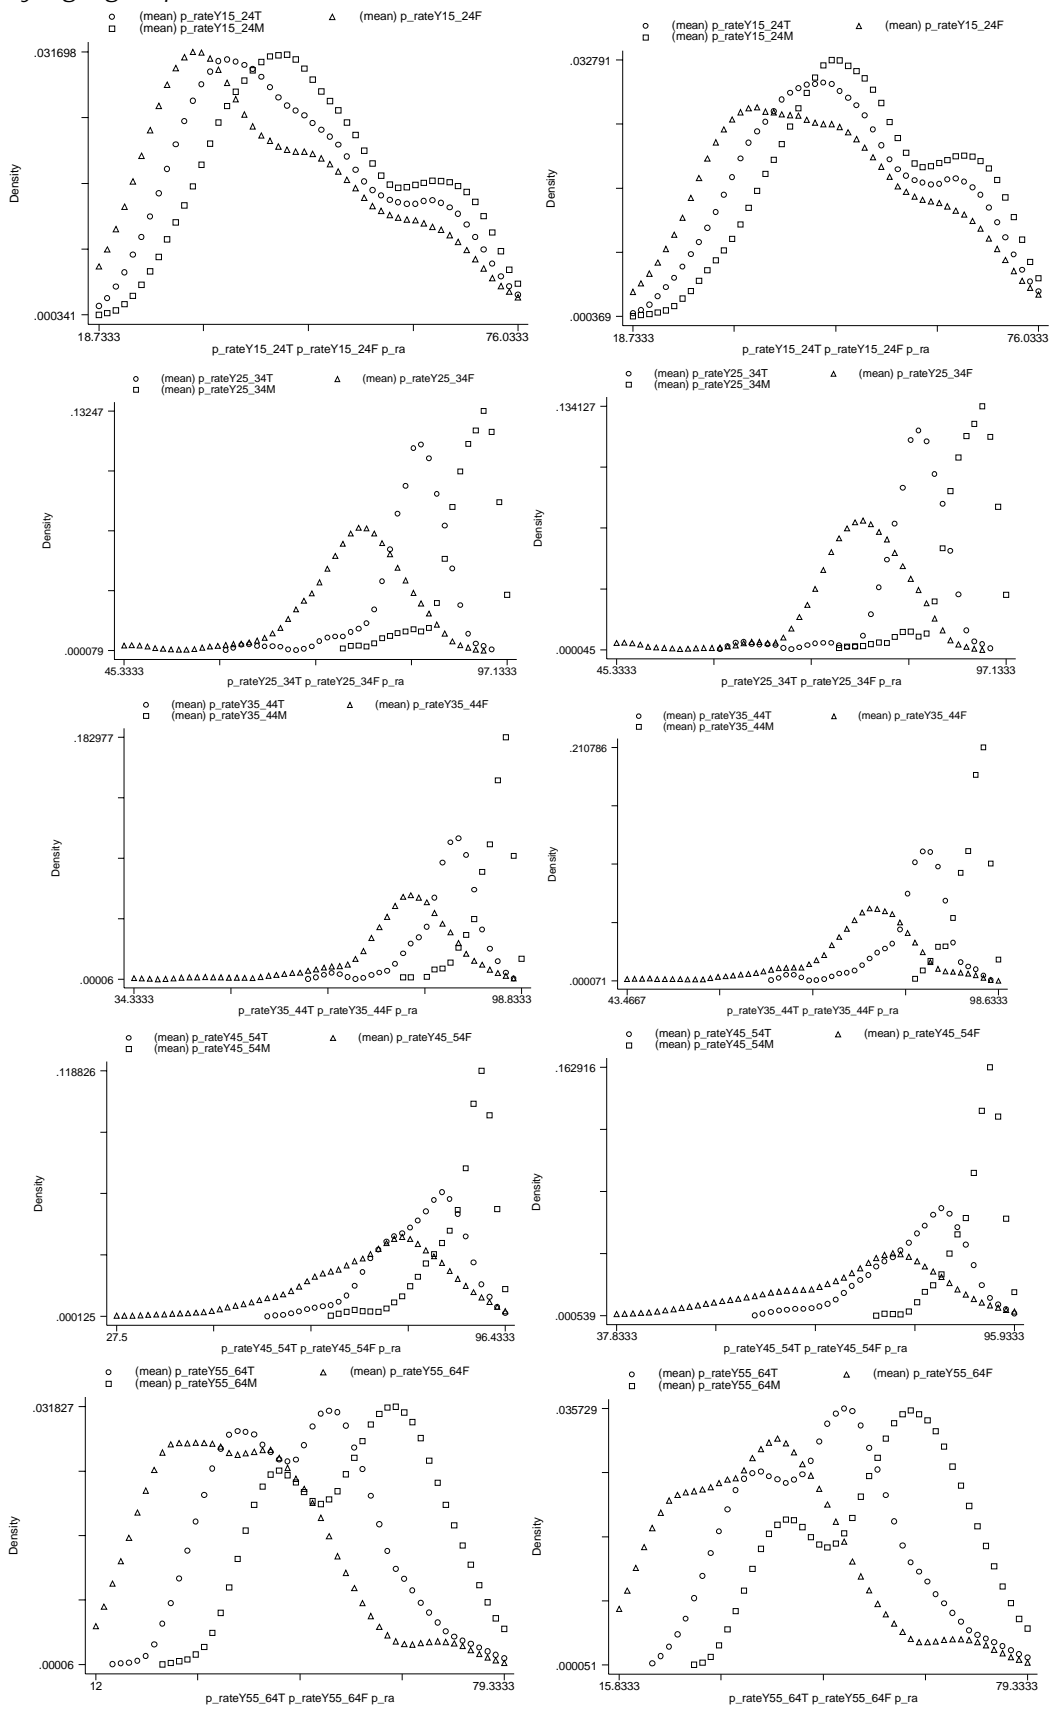 (mean) p_rateY15_24T (mean) p_rateY15_24F
(mean) p_rateY15_24M
.031698
Density
.000341
18.7333 76.0333
p_rateY15_24T p_rateY15_24F p_ra
(mean) p_rateY15_24T (mean) p_rateY15_24F
(mean) p_rateY15_24M
.032791
Density
.000369
18.7333 76.0333
p_rateY15_24T p_rateY15_24F p_ra
(mean) p_rateY25_34T (mean) p_rateY25_34F
(mean) p_rateY25_34M
.13247
Density
.000079
45.3333 97.1333
p_rateY25_34T p_rateY25_34F p_ra
(mean) p_rateY25_34T (mean) p_rateY25_34F
(mean) p_rateY25_34M
.134127
Density
.000045
45.3333 97.1333
p_rateY25_34T p_rateY25_34F p_ra
(mean) p_rateY35_44T (mean) p_rateY35_44F
(mean) p_rateY35_44M
.182977
Density
.00006
34.3333 98.8333
p_rateY35_44T p_rateY35_44F p_ra
(mean) p_rateY35_44T (mean) p_rateY35_44F
(mean) p_rateY35_44M
.210786
Density
.000071
43.4667 98.6333
p_rateY35_44T p_rateY35_44F p_ra
(mean) p_rateY45_54T (mean) p_rateY45_54F
(mean) p_rateY45_54M
.118826
Density
.000125
27.5 96.4333
p_rateY45_54T p_rateY45_54F p_ra
(mean) p_rateY45_54T (mean) p_rateY45_54F
(mean) p_rateY45_54M
.162916
Density
.000539
37.8333 95.9333
p_rateY45_54T p_rateY45_54F p_ra
(mean) p_rateY55_64T (mean) p_rateY55_64F
(mean) p_rateY55_64M
.031827
Density
.00006
12 79.3333
p_rateY55_64T p_rateY55_64F p_ra
(mean) p_rateY55_64T (mean) p_rateY55_64F
(mean) p_rateY55_64M
.035729
Density
.000051
15.8333 79.3333
p_rateY55_64T p_rateY55_64F p_ra